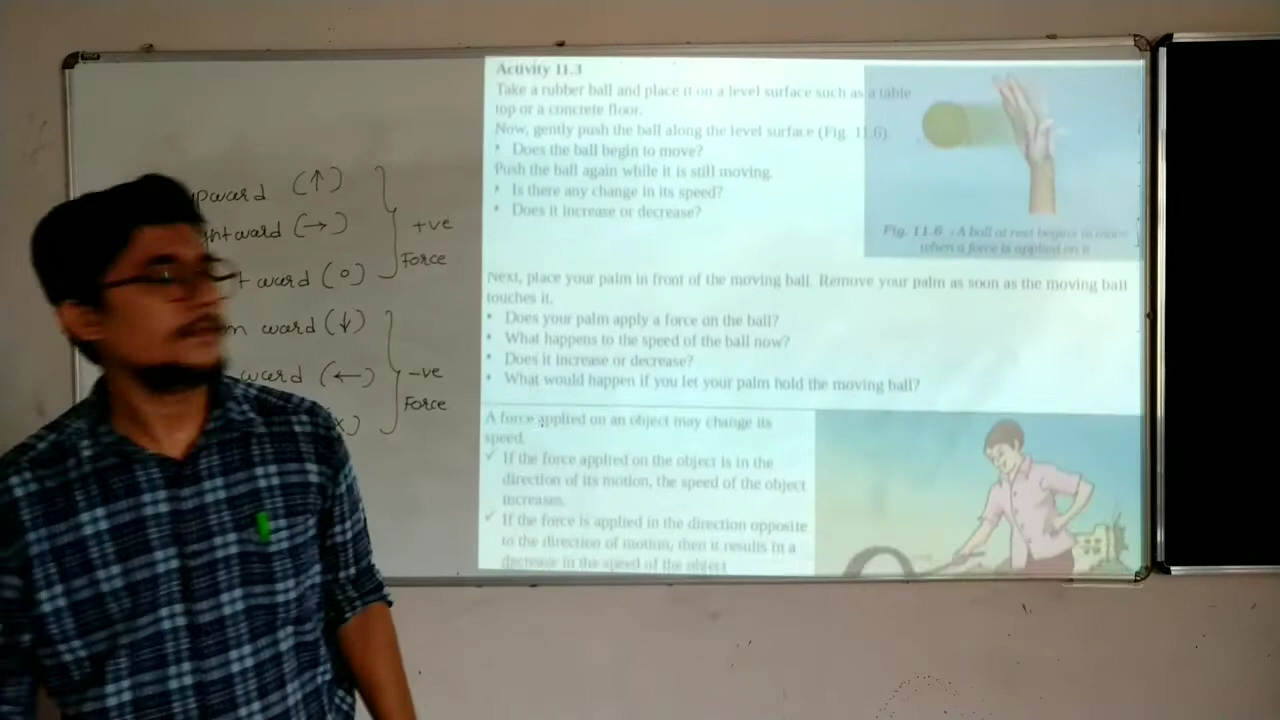 (↑)
(→)
ward (°)
ward (↓)
(←)
+ve
Force
-ve
Force
Activity 11.3
Take a rubber ball and place it on a level surface such as a table
top or a concrete floor.
Now, gently push the ball along the level surface (Fig. 11.6)
• Does the ball begin to move?
Push the ball again while it is still moving.
• Is there any change in its speed?
• Does it increase or decrease?
Fig. 11.6 : A ball at rest begins to move
when a force is applied on it
Next, place your palm in front of the moving ball. Remove your palm as soon as the moving ball
touches it.
• Does your palm apply a force on the ball?
• What happens to the speed of the ball now?
• Does it increase or decrease?
• What would happen if you let your palm hold the moving ball?
A force applied on an object may change its
speed.
✓ If the force applied on the object is in the
direction of its motion, the speed of the object
increases.
✓ If the force is applied in the direction opposite
to the direction of motion, then it results in a
decrease in the speed of the object